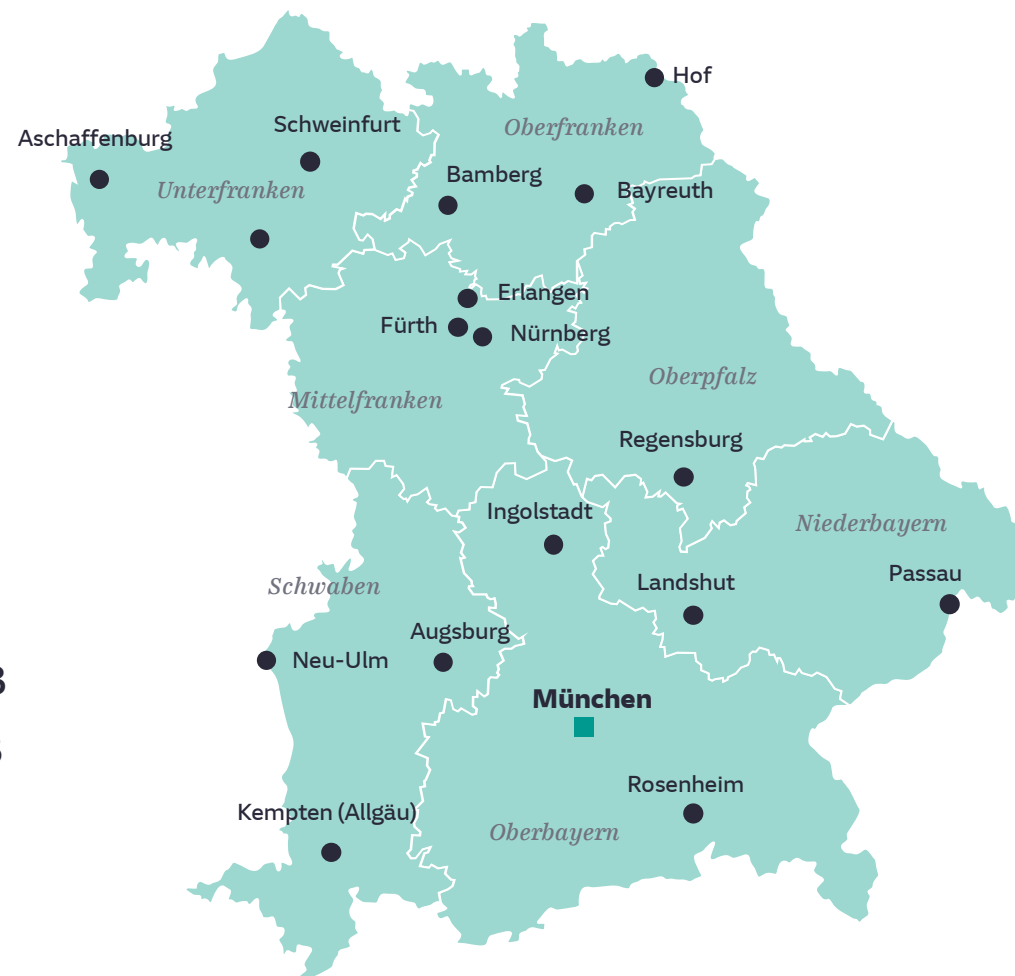 Hof
Oberfranken
Schweinfurt
Aschaffenburg
Bamberg
Unterfranken
Bayreuth
Erlangen
Fürth
Nürnberg
Oberpfalz
Mittelfranken
Regensburg
Ingolstadt
Niederbayern
Passau
Landshut
Schwaben
Augsburg
Neu-Ulm
München
Rosenheim
Kempten (Allgäu)
Oberbayern